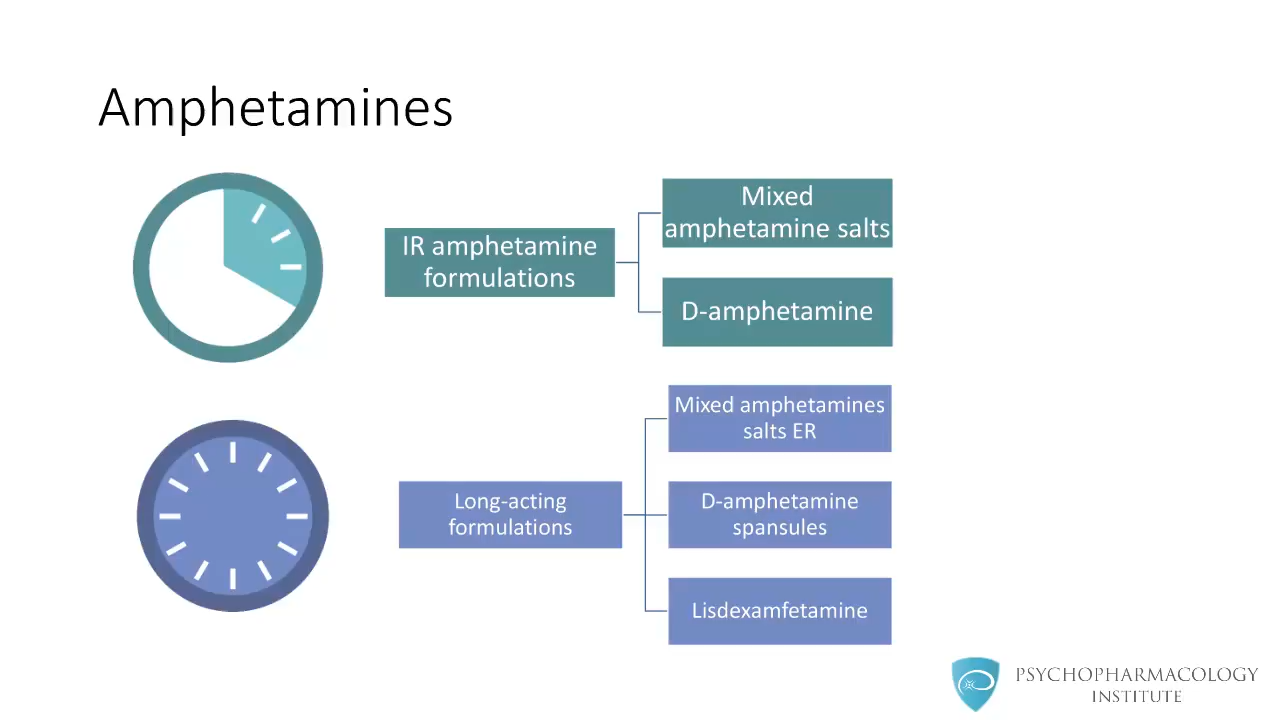 Amphetamines
IR amphetamine
formulations
Mixed
amphetamine salts
D-amphetamine
Long-acting
formulations
Mixed amphetamines
salts ER
D-amphetamine
spansules
Lisdexamfetamine
PSYCHOPHARMACOLOGY
INSTITUTE